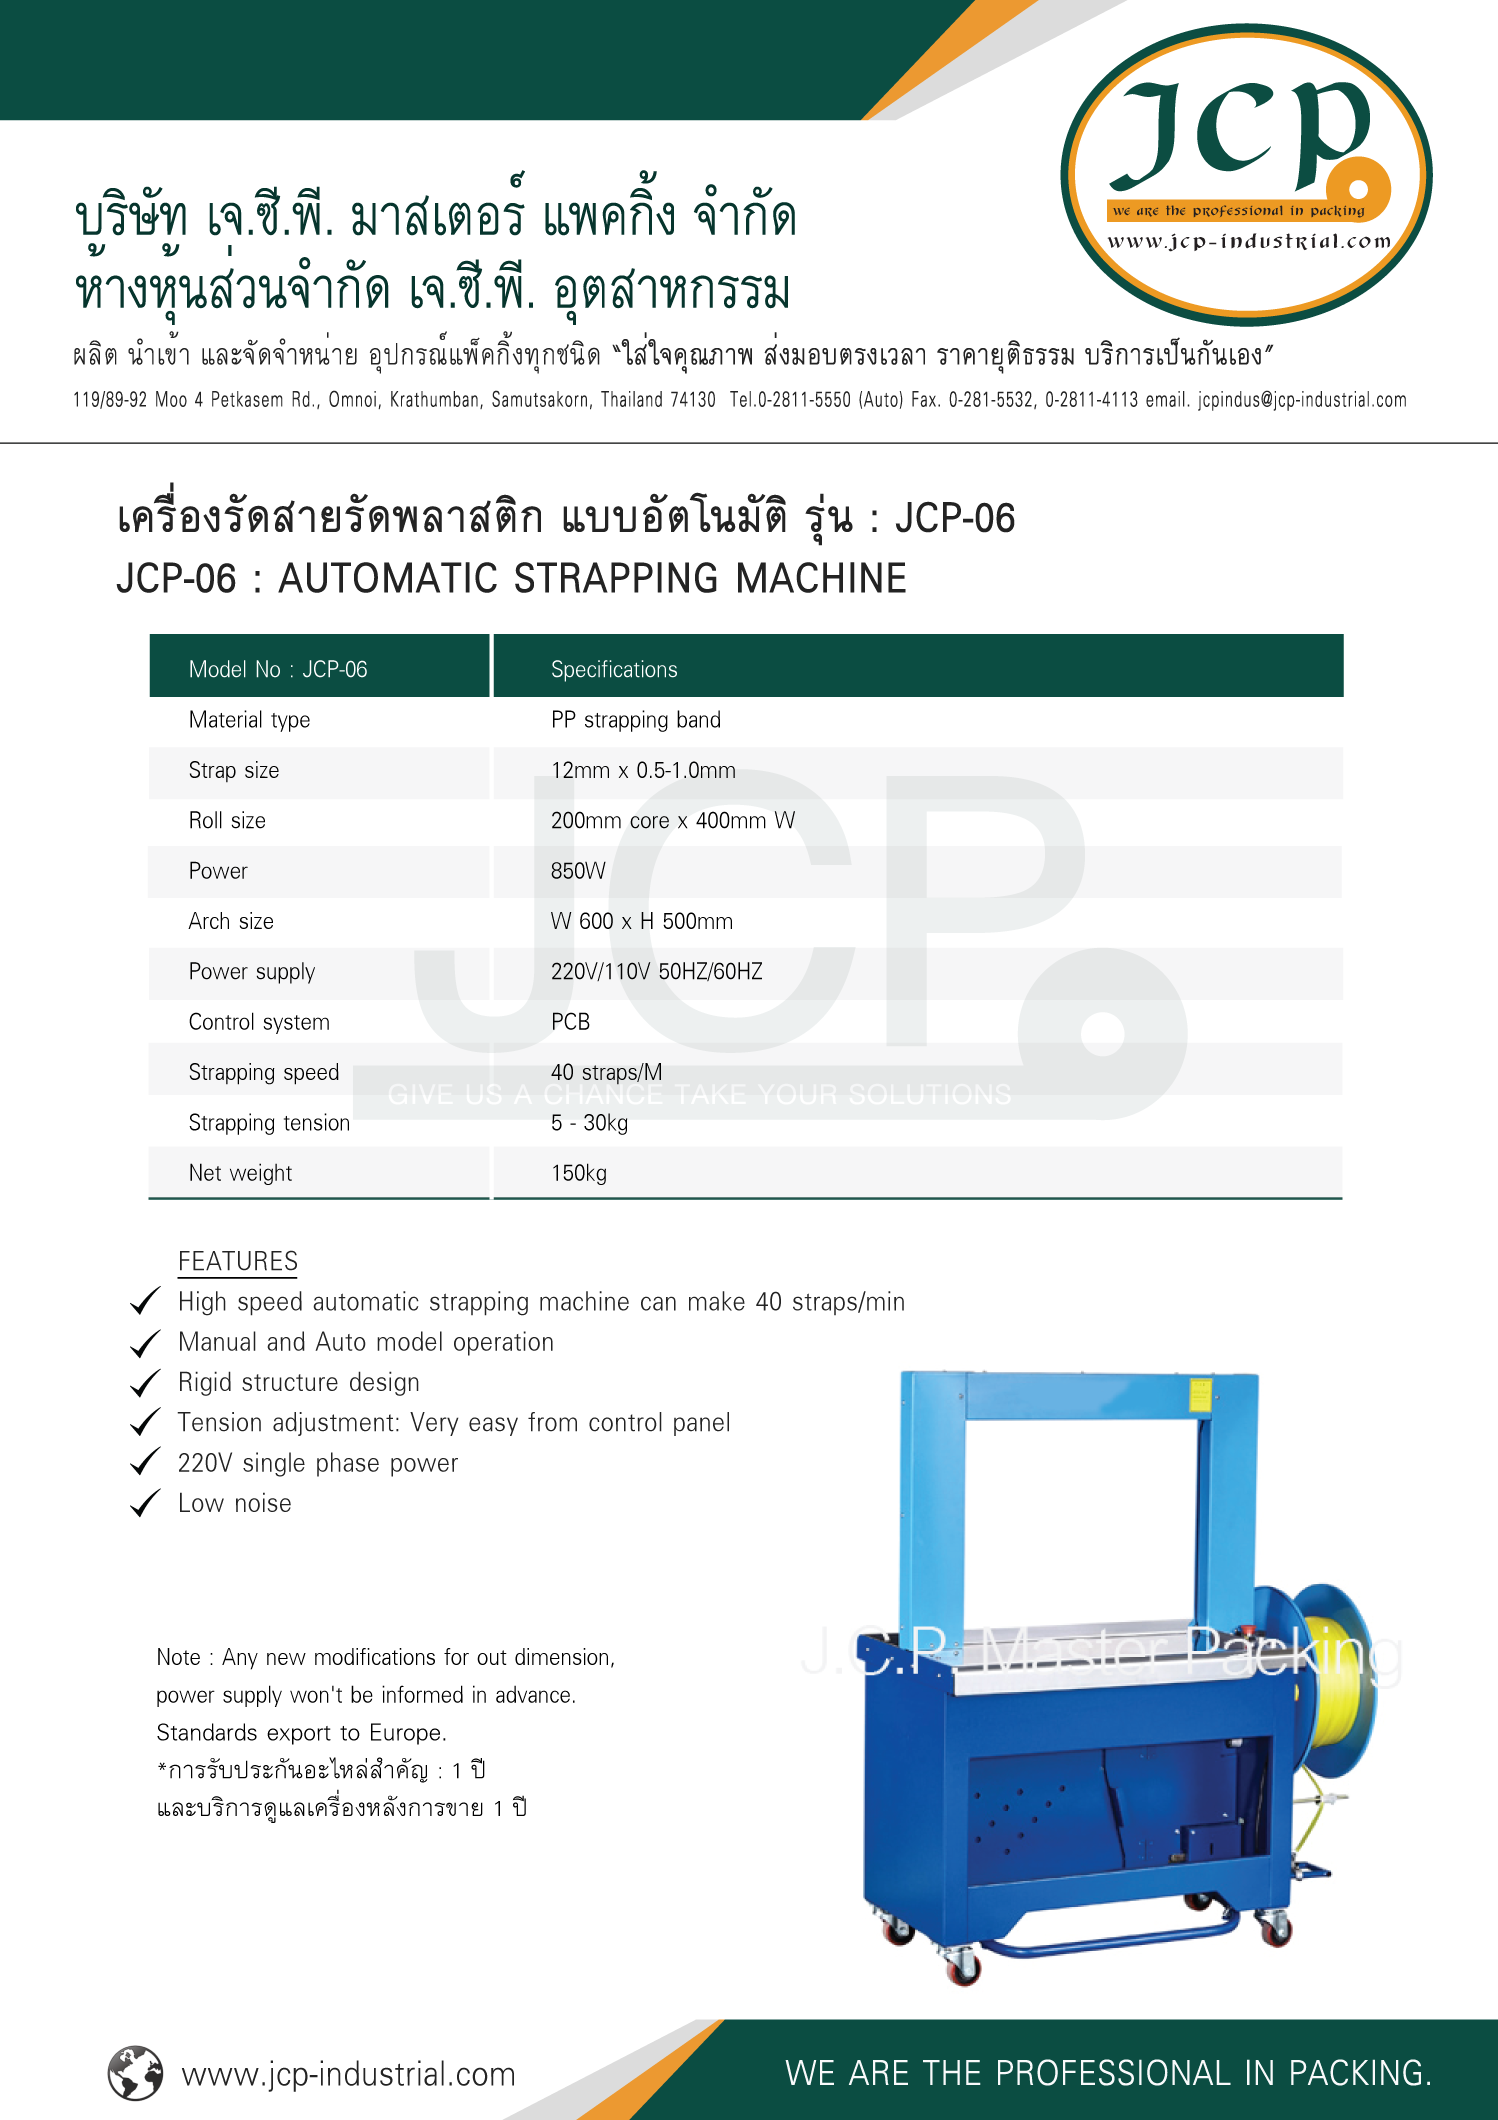 JCP
we are the professional in packing
www.jcp-industrial.com
บริษัท เจ.ซี.พี. มาสเตอร์ แพคกิ้ง จำกัด
ห้างหุ้นส่วนจำกัด เจ.ซี.พี. อุตสาหกรรม
ผลิต นำเข้า และจัดจำหน่าย อุปกรณ์แพ็คกิ้งทุกชนิด “ใส่ใจคุณภาพ ส่งมอบตรงเวลา ราคายุติธรรม บริการเป็นกันเอง”
119/89-92 Moo 4 Petkasem Rd., Omnoi, Krathumban, Samutsakorn, Thailand 74130 Tel.0-2811-5550 (Auto) Fax. 0-281-5532, 0-2811-4113 email. jcpindus@jcp-industrial.com
เครื่องรัดสายรัดพลาสติก แบบอัตโนมัติ รุ่น : JCP-06
JCP-06 : AUTOMATIC STRAPPING MACHINE
Model No : JCP-06 Specifications
Material type PP strapping band
Strap size 12mm x 0.5-1.0mm
Roll size 200mm core x 400mm W
Power 850W
Arch size W 600 x H 500mm
Power supply 220V/110V 50HZ/60HZ
Control system PCB
Strapping speed 40 straps/M
Strapping tension 5 - 30kg
Net weight 150kg
JCP
GIVE US A CHANCE TAKE YOUR SOLUTIONS
FEATURES
High speed automatic strapping machine can make 40 straps/min
Manual and Auto model operation
Rigid structure design
Tension adjustment: Very easy from control panel
220V single phase power
Low noise
J.C.P. Master Packing
Note : Any new modifications for out dimension,
power supply won't be informed in advance.
Standards export to Europe.
*การรับประกันอะไหล่สำคัญ : 1 ปี
และบริการดูแลเครื่องหลังการขาย 1 ปี
www.jcp-industrial.com
WE ARE THE PROFESSIONAL IN PACKING.